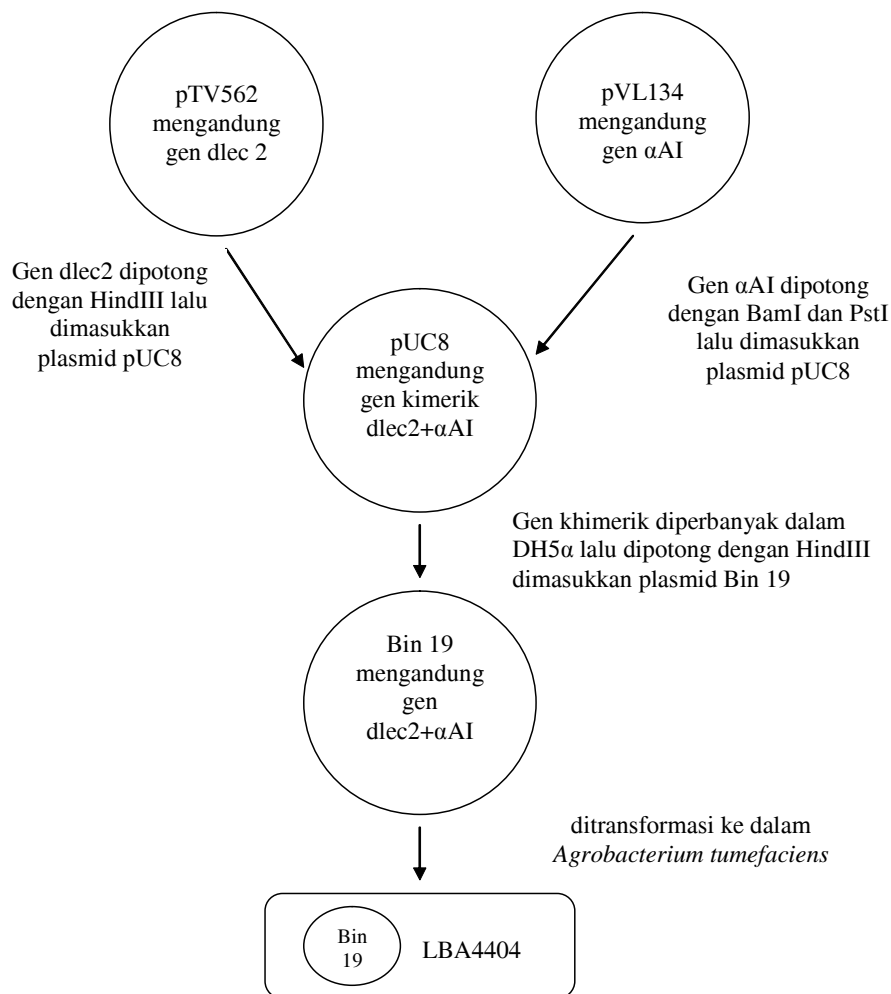 pTV562
mengandung
gen dlec 2
pVL134
mengandung
gen αAI
Gen dlec2 dipotong
dengan HindIII lalu
dimasukkan
plasmid pUC8
Gen αAI dipotong
dengan BamI dan PstI
lalu dimasukkan
plasmid pUC8
pUC8
mengandung
gen kimerik
dlec2+αAI
Gen khimerik diperbanyak dalam
DH5α lalu dipotong dengan HindIII
dimasukkan plasmid Bin 19
Bin 19
mengandung
gen
dlec2+αAI
ditransformasi ke dalam
Agrobacterium tumefaciens
Bin
19
LBA4404